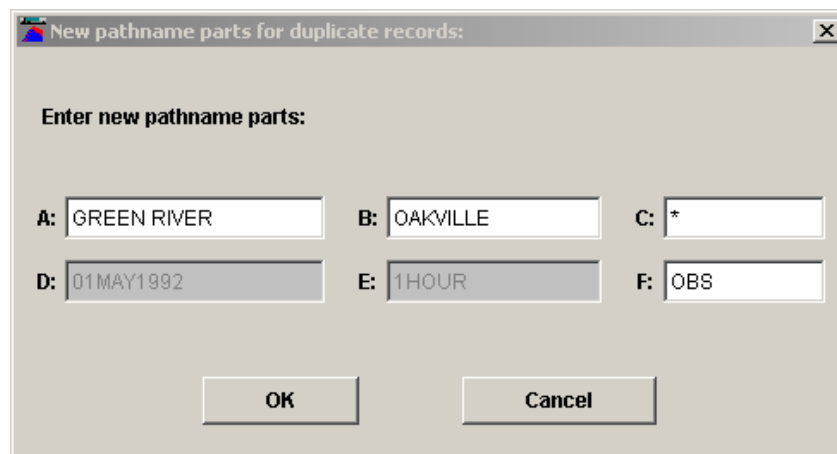 New pathname parts for duplicate records:
Enter new pathname parts:
A: GREEN RIVER B: OAKVILLE C: *
D: 01MAY1992 E: 1HOUR F: OBS
OK Cancel